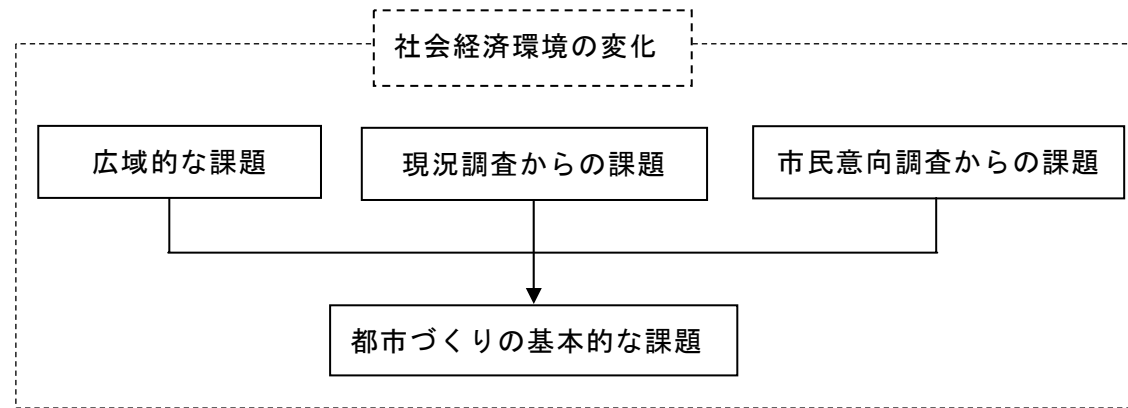 社会経済環境の変化
広域的な課題
現況調査からの課題
市民意向調査からの課題
都市づくりの基本的な課題